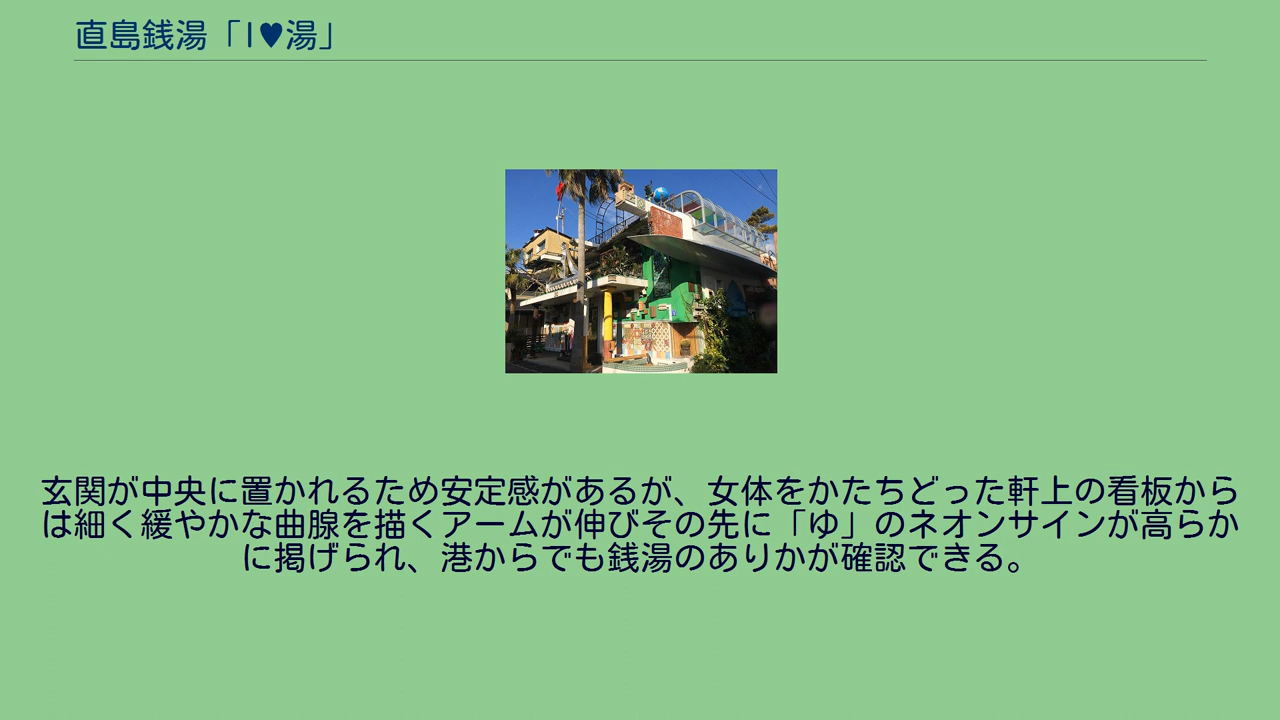 直島銭湯「I♥湯」
玄関が中央に置かれるため安定感があるが、女体をかたちどった軒上の看板から
は細く緩やかな曲腺を描くアームが伸びその先に「ゆ」のネオンサインが高らか
に掲げられ、港からでも銭湯のありかが確認できる。